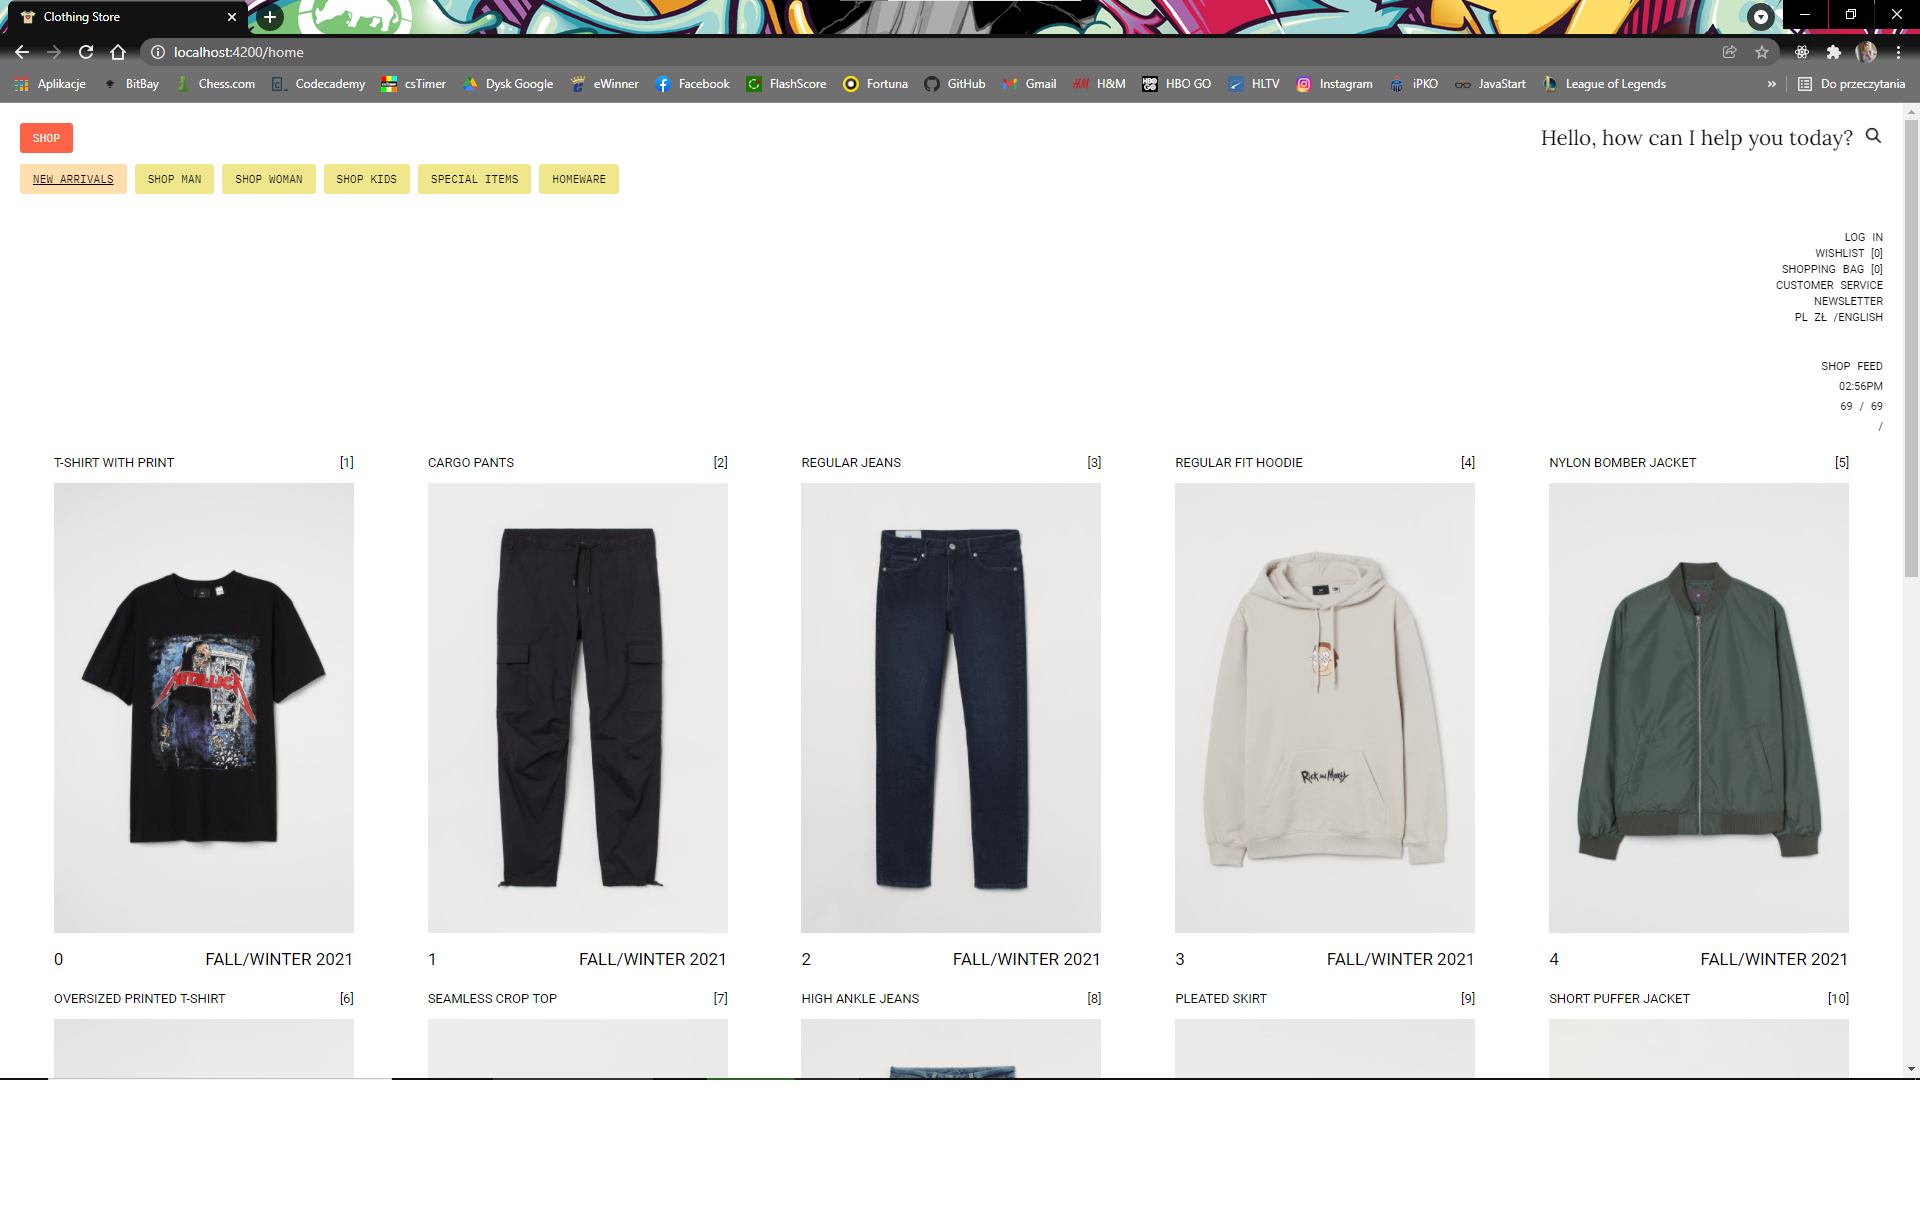 Clothing Store
localhost:4200/home
Aplikacje BitBay Chess.com Codecademy csTimer Dysk Google eWinner Facebook FlashScore Fortuna GitHub Gmail H&M HBO GO HLTV Instagram iPKO JavaStart League of Legends » Do przeczytania
SHOP
Hello, how can I help you today?
NEW ARRIVALS SHOP MAN SHOP WOMAN SHOP KIDS SPECIAL ITEMS HOMEWARE
LOG IN
WISHLIST [0]
SHOPPING BAG [0]
CUSTOMER SERVICE
NEWSLETTER
PL ZŁ /ENGLISH
SHOP FEED
02:56PM
69 / 69
/
T-SHIRT WITH PRINT [1] CARGO PANTS [2] REGULAR JEANS [3] REGULAR FIT HOODIE [4] NYLON BOMBER JACKET [5]
METALLICA
Rick and Morty
0 FALL/WINTER 2021 1 FALL/WINTER 2021 2 FALL/WINTER 2021 3 FALL/WINTER 2021 4 FALL/WINTER 2021
OVERSIZED PRINTED T-SHIRT [6] SEAMLESS CROP TOP [7] HIGH ANKLE JEANS [8] PLEATED SKIRT [9] SHORT PUFFER JACKET [10]